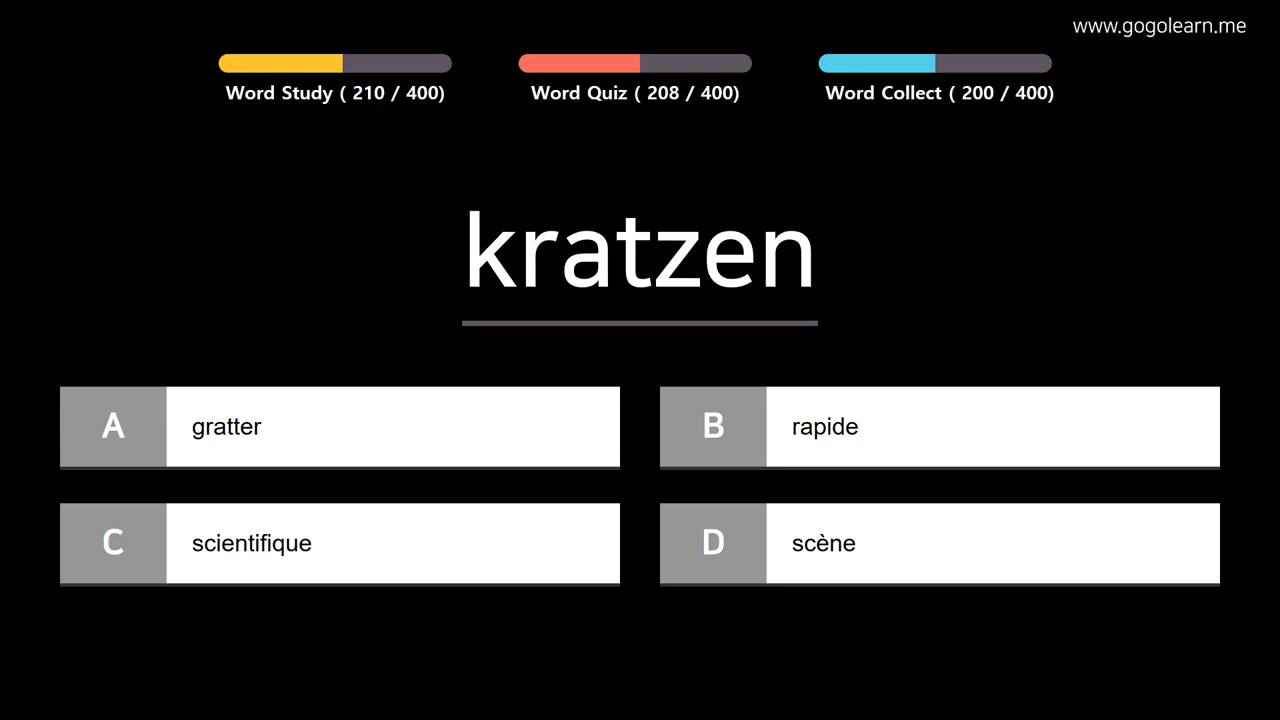 www.gogolearn.me
Word Study ( 210 / 400)
Word Quiz ( 208 / 400)
Word Collect ( 200 / 400)
kratzen
A gratter
B rapide
C scientifique
D scène